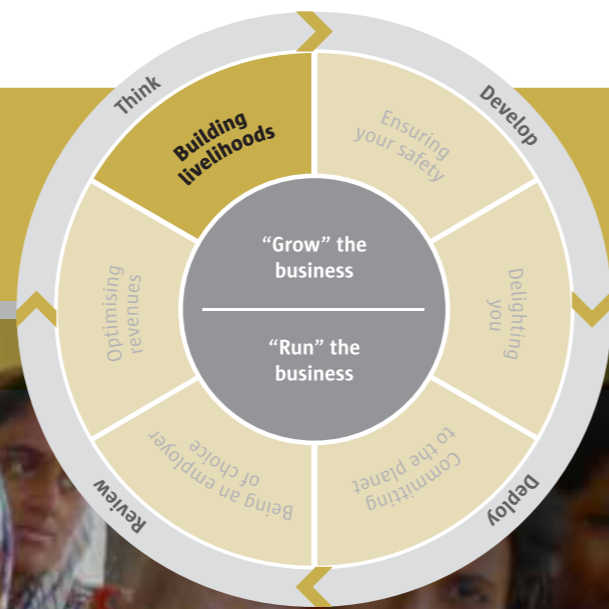 Think
Develop
Deploy
Review
Building
livelihoods
Ensuring
your safety
Delighting
you
Committing
to the planet
Being an employer
of choice
Optimising
revenues
“Grow” the
business
“Run” the
business